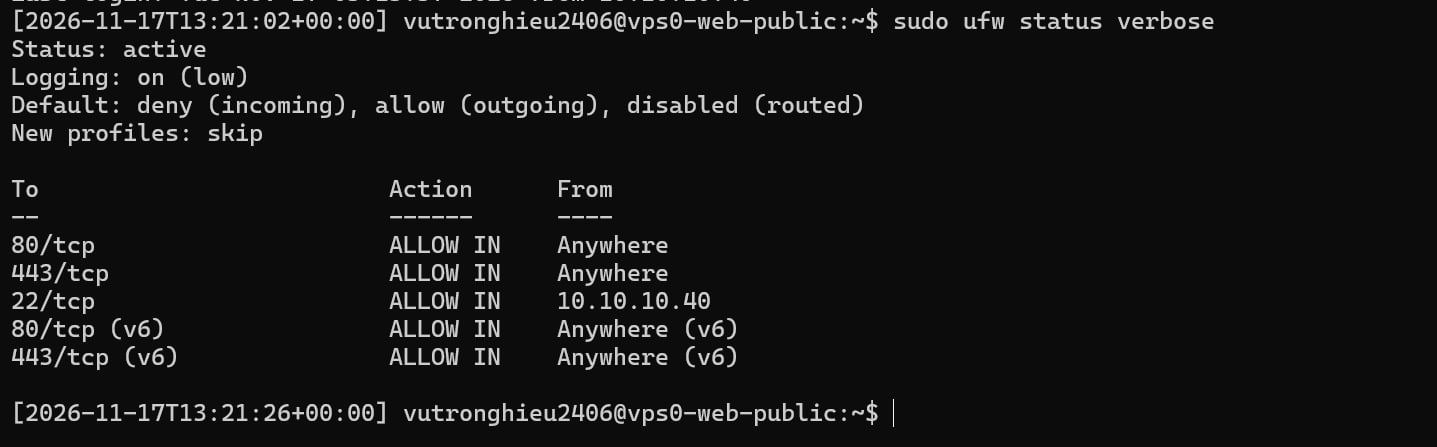 [2026-11-17T13:21:02+00:00] vutronghieu2406@vps0-web-public:~$ sudo ufw status verbose
Status: active
Logging: on (low)
Default: deny (incoming), allow (outgoing), disabled (routed)
New profiles: skip

To                         Action      From
--                         ------      ----
80/tcp                     ALLOW IN    Anywhere
443/tcp                    ALLOW IN    Anywhere
22/tcp                     ALLOW IN    10.10.10.40
80/tcp (v6)                ALLOW IN    Anywhere (v6)
443/tcp (v6)               ALLOW IN    Anywhere (v6)

[2026-11-17T13:21:26+00:00] vutronghieu2406@vps0-web-public:~$